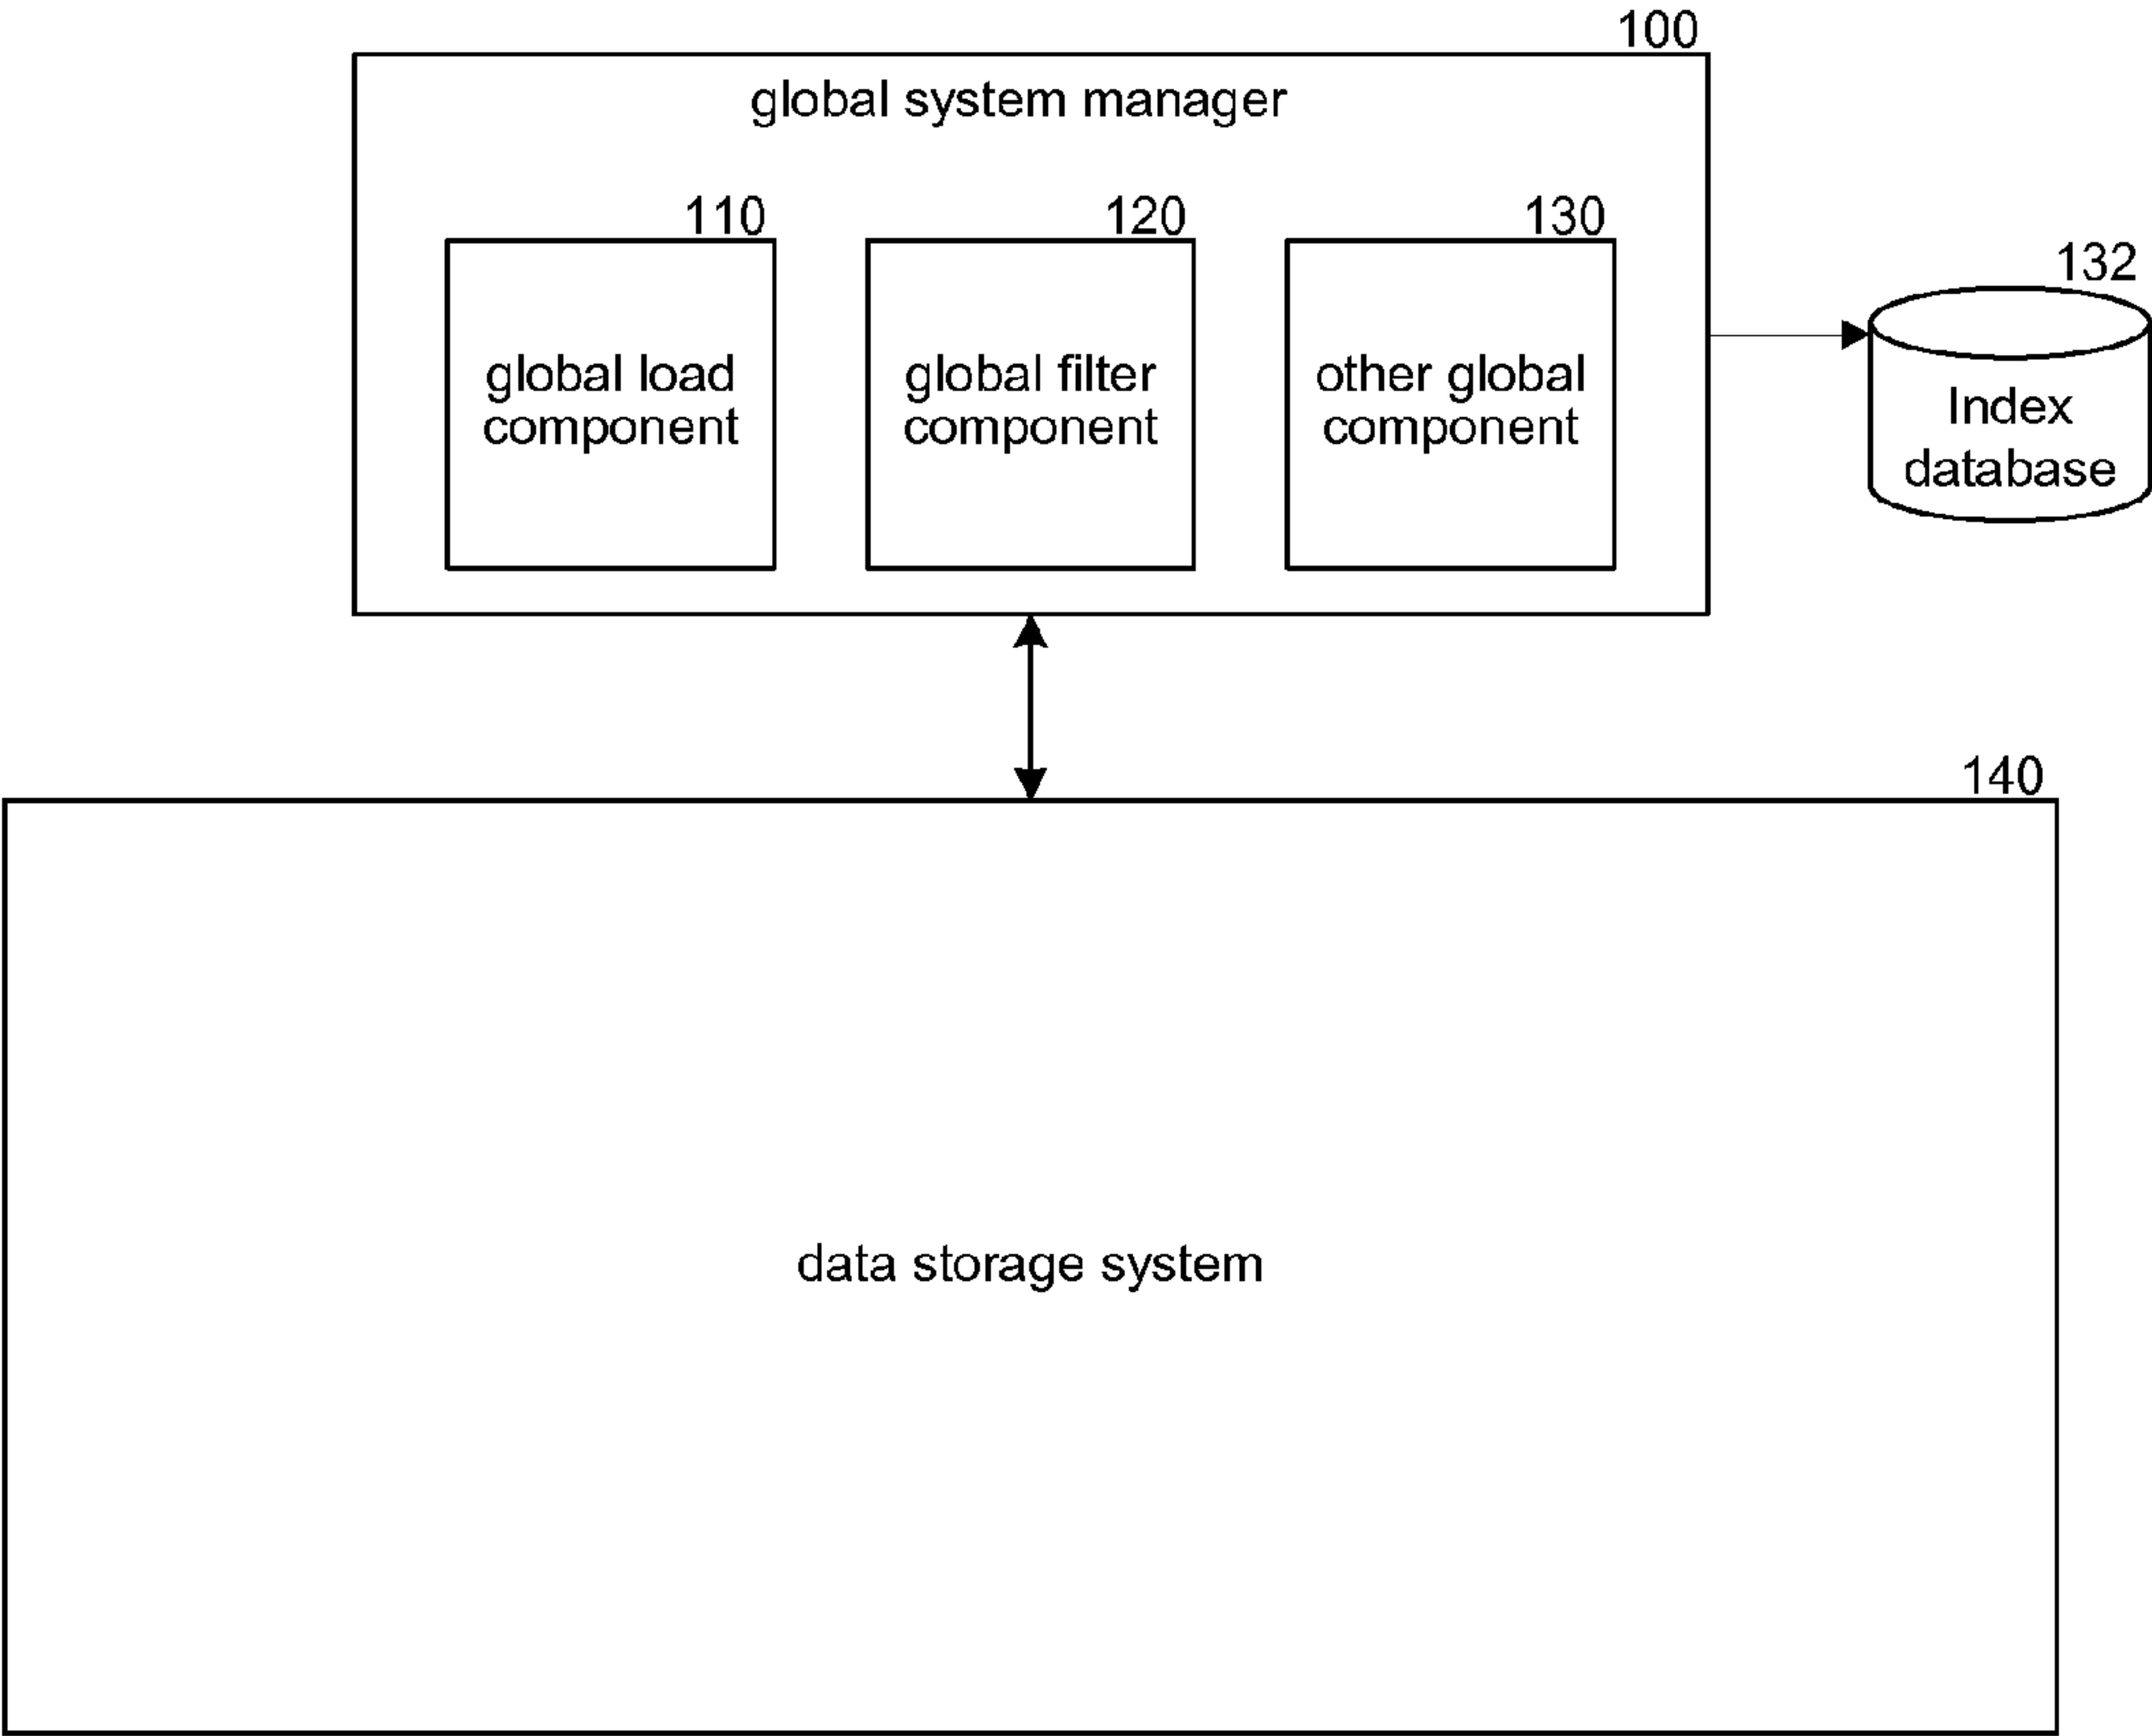 100
global system manager
110
120
130
132
global load
component
global filter
component
other global
component
Index
database
140
data storage system